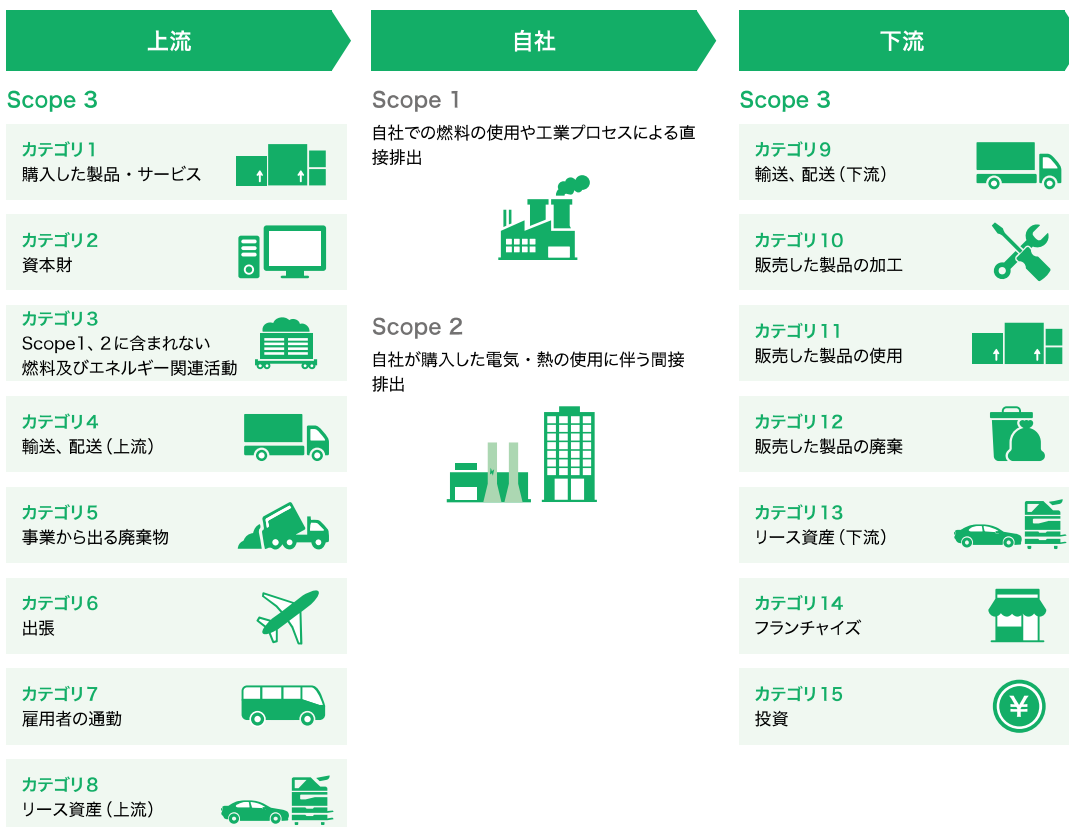 上流
Scope 3
カテゴリ1
購入した製品・サービス
カテゴリ2
資本財
カテゴリ3
Scope1、2に含まれない
燃料及びエネルギー関連活動
カテゴリ4
輸送、配送（上流）
カテゴリ5
事業から出る廃棄物
カテゴリ6
出張
カテゴリ7
雇用者の通勤
カテゴリ8
リース資産（上流）
自社
Scope 1
自社での燃料の使用や工業プロセスによる直
接排出
Scope 2
自社が購入した電気・熱の使用に伴う間接
排出
下流
Scope 3
カテゴリ9
輸送、配送（下流）
カテゴリ10
販売した製品の加工
カテゴリ11
販売した製品の使用
カテゴリ12
販売した製品の廃棄
カテゴリ13
リース資産（下流）
カテゴリ14
フランチャイズ
カテゴリ15
投資
¥